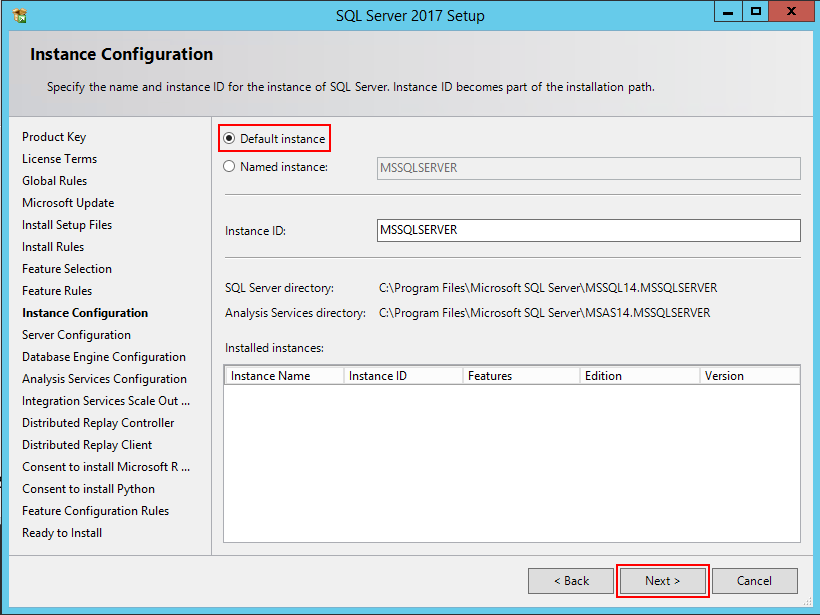 SQL Server 2017 Setup
Instance Configuration
Specify the name and instance ID for the instance of SQL Server. Instance ID becomes part of the installation path.
Product Key
License Terms
Global Rules
Microsoft Update
Install Setup Files
Install Rules
Feature Selection
Feature Rules
Instance Configuration
Server Configuration
Database Engine Configuration
Analysis Services Configuration
Integration Services Scale Out ...
Distributed Replay Controller
Distributed Replay Client
Consent to install Microsoft R ...
Consent to install Python
Feature Configuration Rules
Ready to Install
Default instance
Named instance: MSSQLSERVER
Instance ID: MSSQLSERVER
SQL Server directory: C:\Program Files\Microsoft SQL Server\MSSQL14.MSSQLSERVER
Analysis Services directory: C:\Program Files\Microsoft SQL Server\MSAS14.MSSQLSERVER
Installed instances:
Instance Name Instance ID Features Edition Version
< Back Next > Cancel